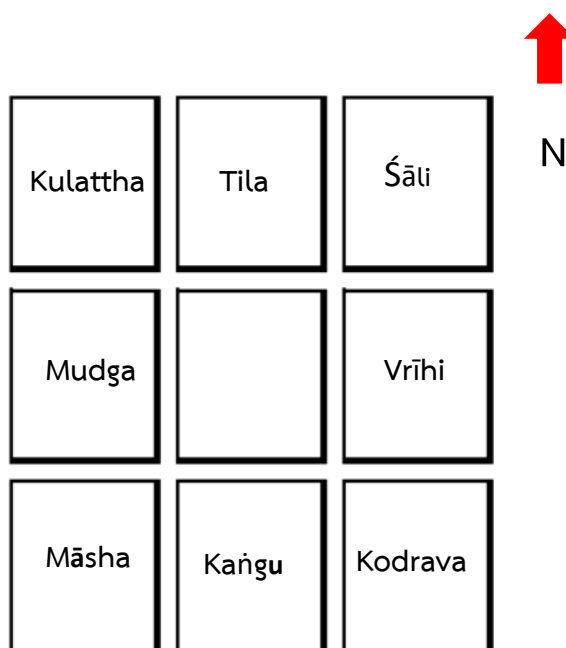 N
Kulattha
Tila
Śāli
Mudga
Vrīhi
Māsha
Kaṅgu
Kodrava